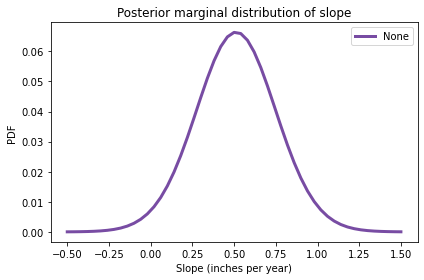 Posterior marginal distribution of slope
None
PDF
0.06
0.05
0.04
0.03
0.02
0.01
0.00
−0.50 −0.25 0.00 0.25 0.50 0.75 1.00 1.25 1.50
Slope (inches per year)